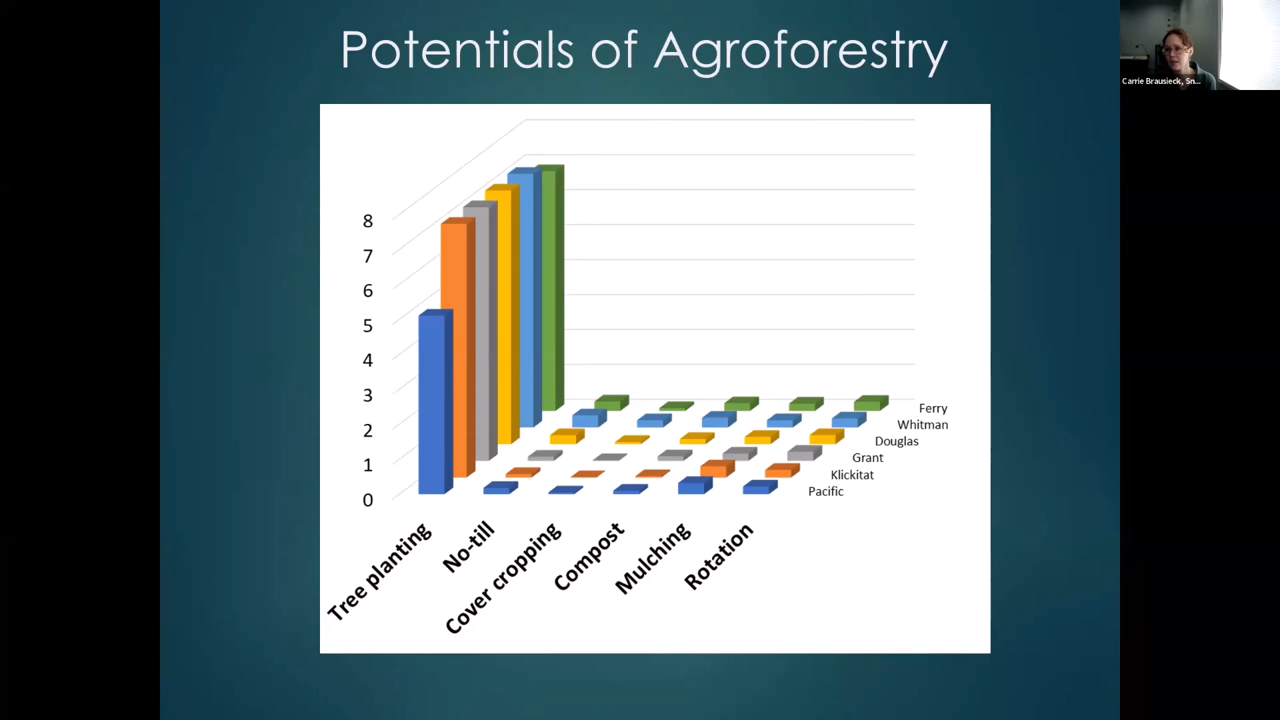 Potentials of Agroforestry
Carrie Brausieck, Sn...
8
7
6
5
4
3
2
1
0
Ferry
Whitman
Douglas
Grant
Klickitat
Pacific
Tree planting
No-till
Cover cropping
Compost
Mulching
Rotation